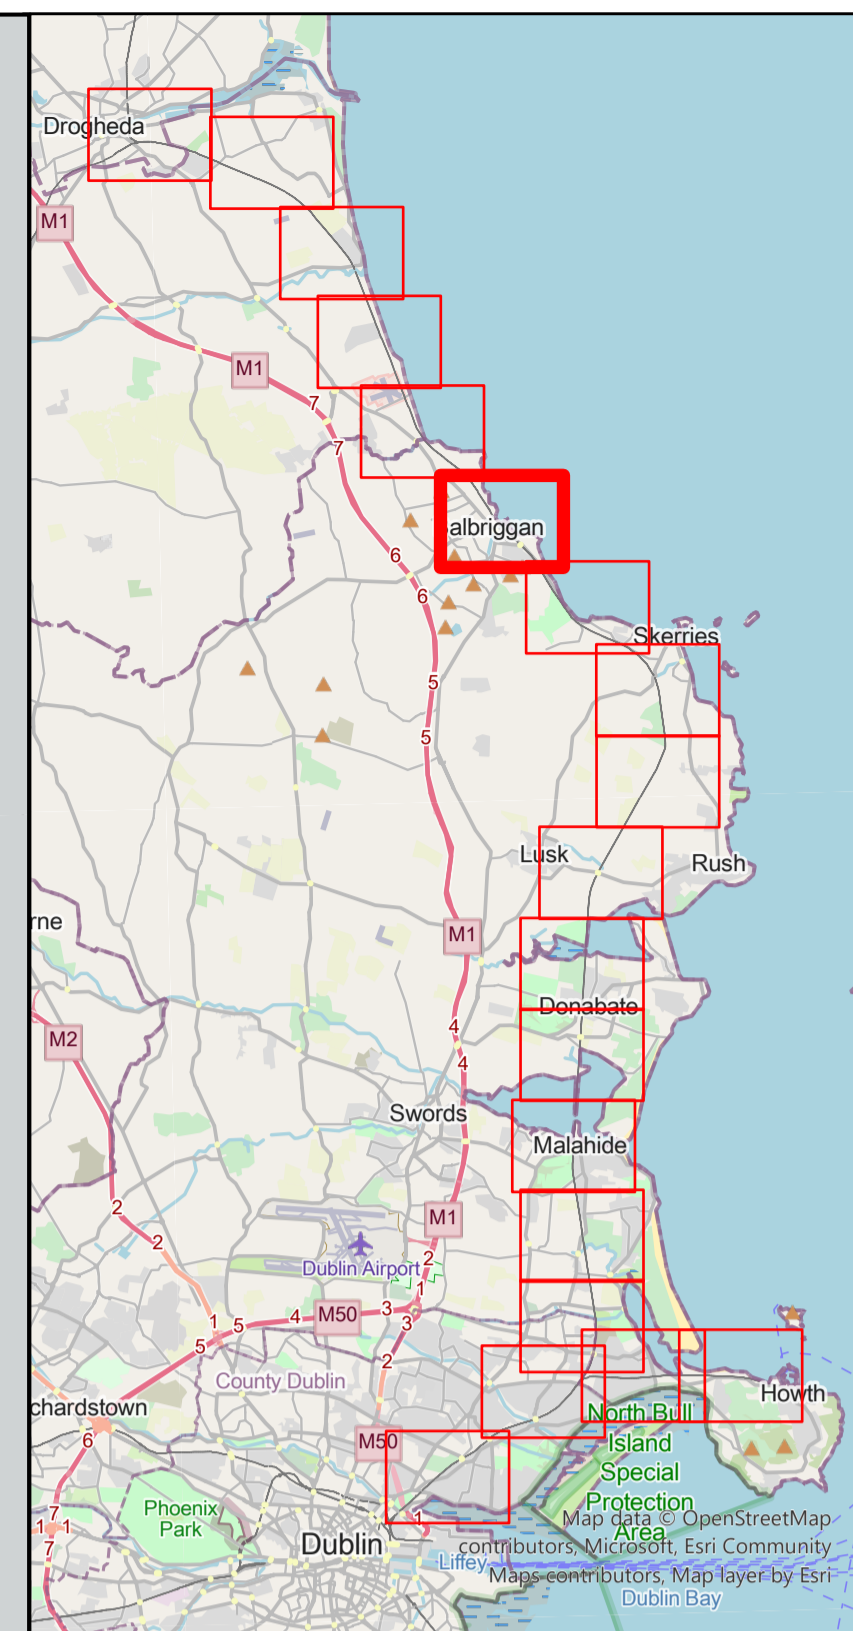 Drogheda
M1
M1
7
7
albriggan
6
6
Skerries
5
5
Lusk
Rush
rne
M1
Donabate
M2
4
4
Swords
Malahide
2
2
M1
Dublin Airport
2
1
M50
3
3
4
5
1
5
2
County Dublin
Howth
chardstown
6
M50
North Bull
Island
Special
Protection
Area
Phoenix
Park
7
1 1
7
1
Dublin
Liffey
Map data © OpenStreetMap
contributors, Microsoft, Esri Community
Maps contributors, Map layer by Esri
Dublin Bay